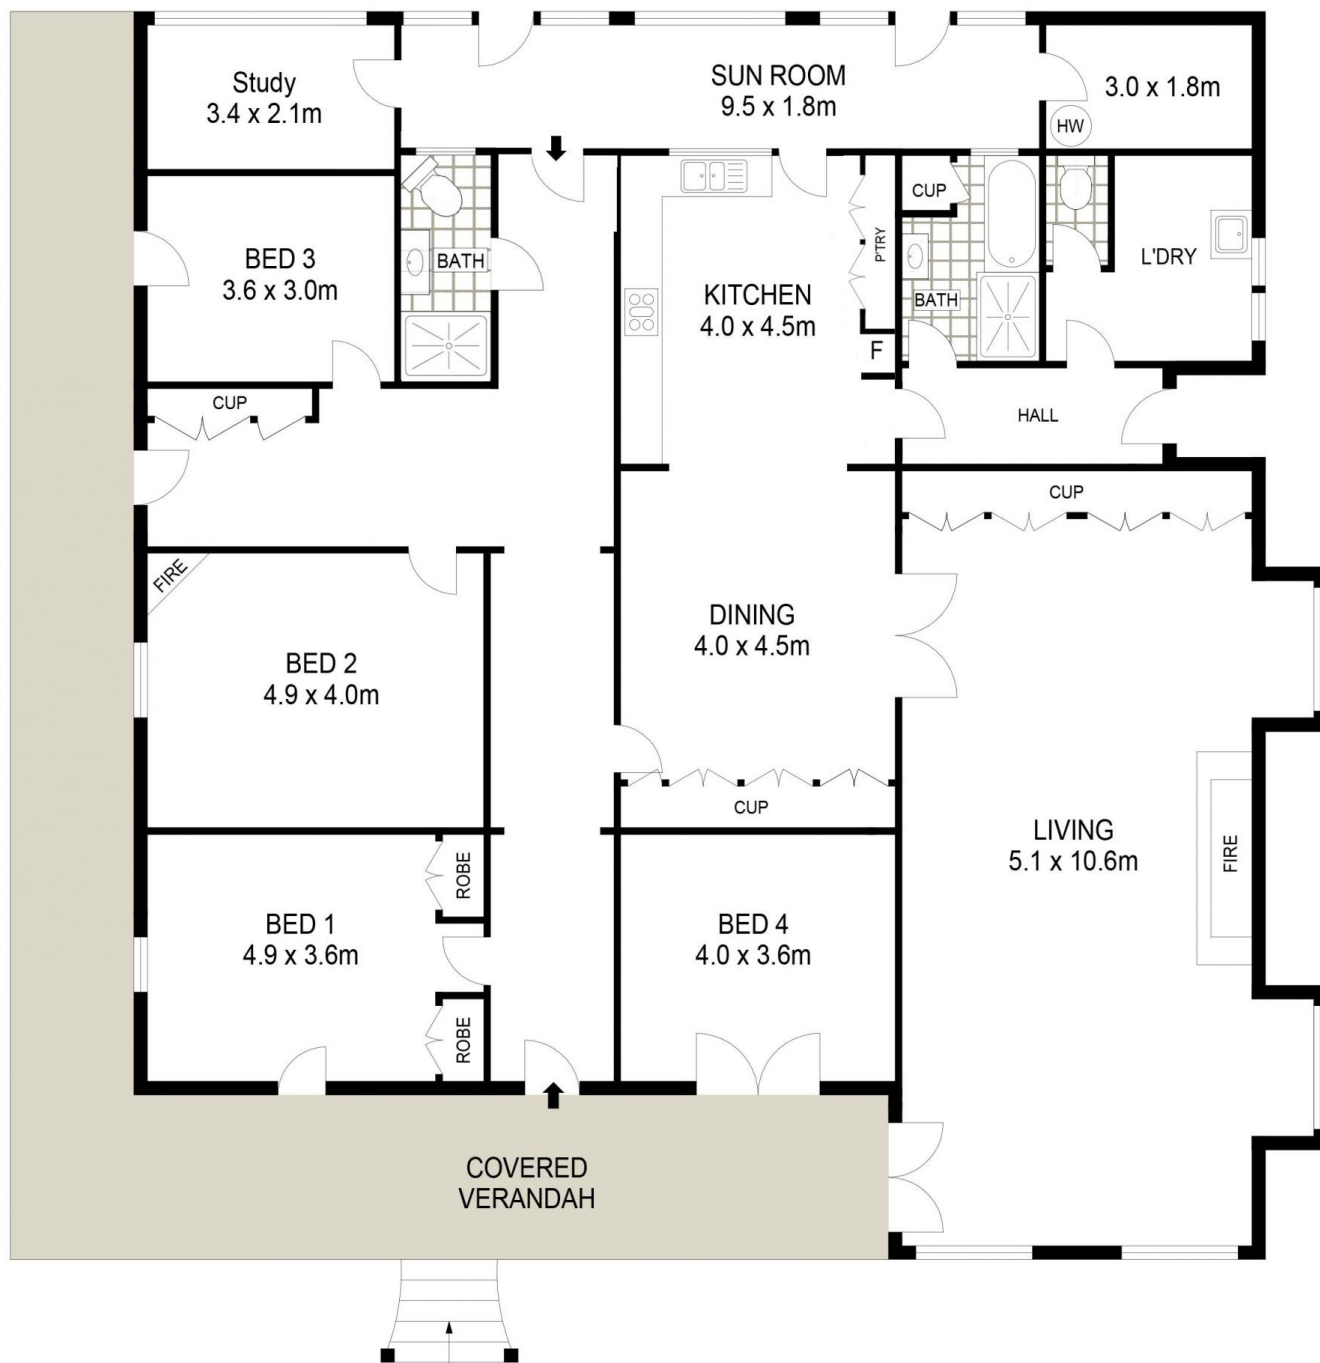 Study
3.4 x 2.1m
SUN ROOM
9.5 x 1.8m
3.0 x 1.8m
HW
BED 3
3.6 x 3.0m
BATH
KITCHEN
4.0 x 4.5m
P'TRY
F
CUP
BATH
L'DRY
CUP
HALL
CUP
FIRE
BED 2
4.9 x 4.0m
DINING
4.0 x 4.5m
CUP
LIVING
5.1 x 10.6m
FIRE
BED 1
4.9 x 3.6m
ROBE
ROBE
BED 4
4.0 x 3.6m
COVERED
VERANDAH